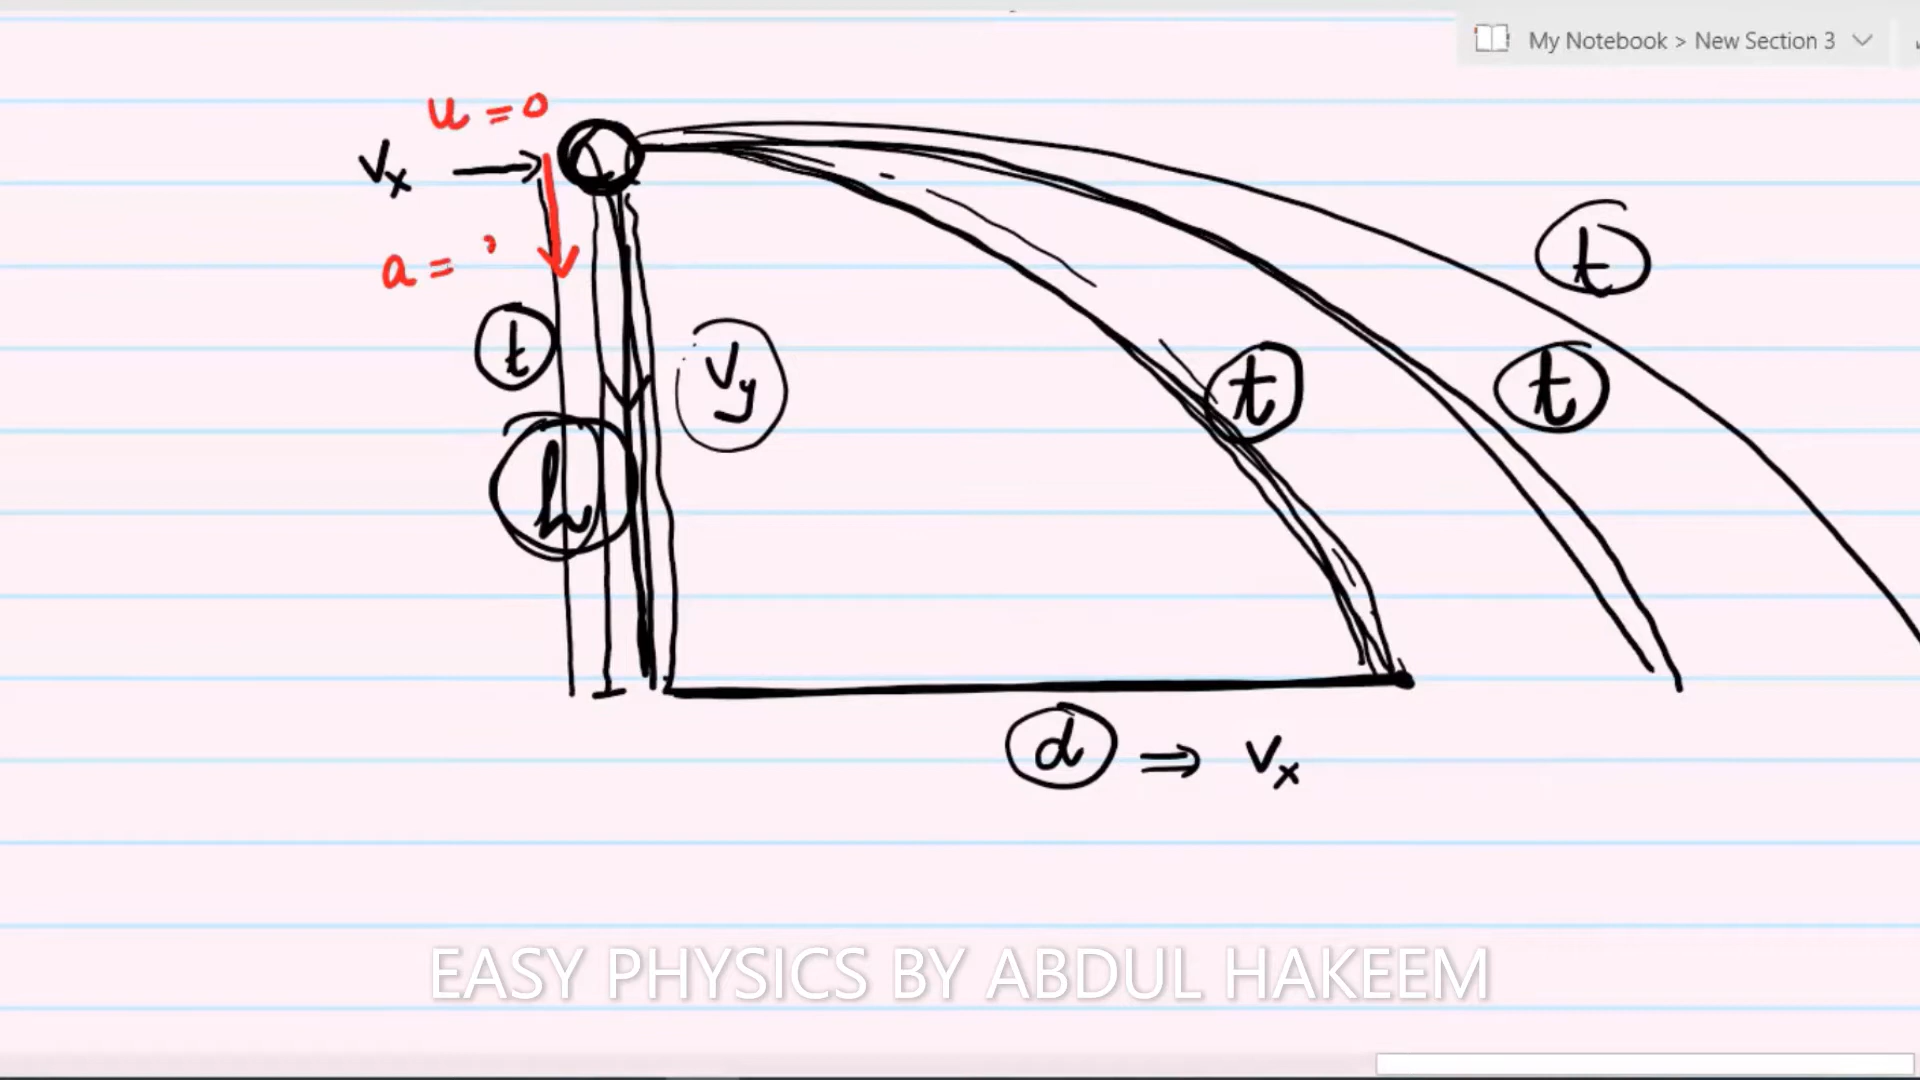 My Notebook > New Section 3
u = 0
Vx
a =
t
t
t
t
Vy
h
d ⇒ Vx
EASY PHYSICS BY ABDUL HAKEEM